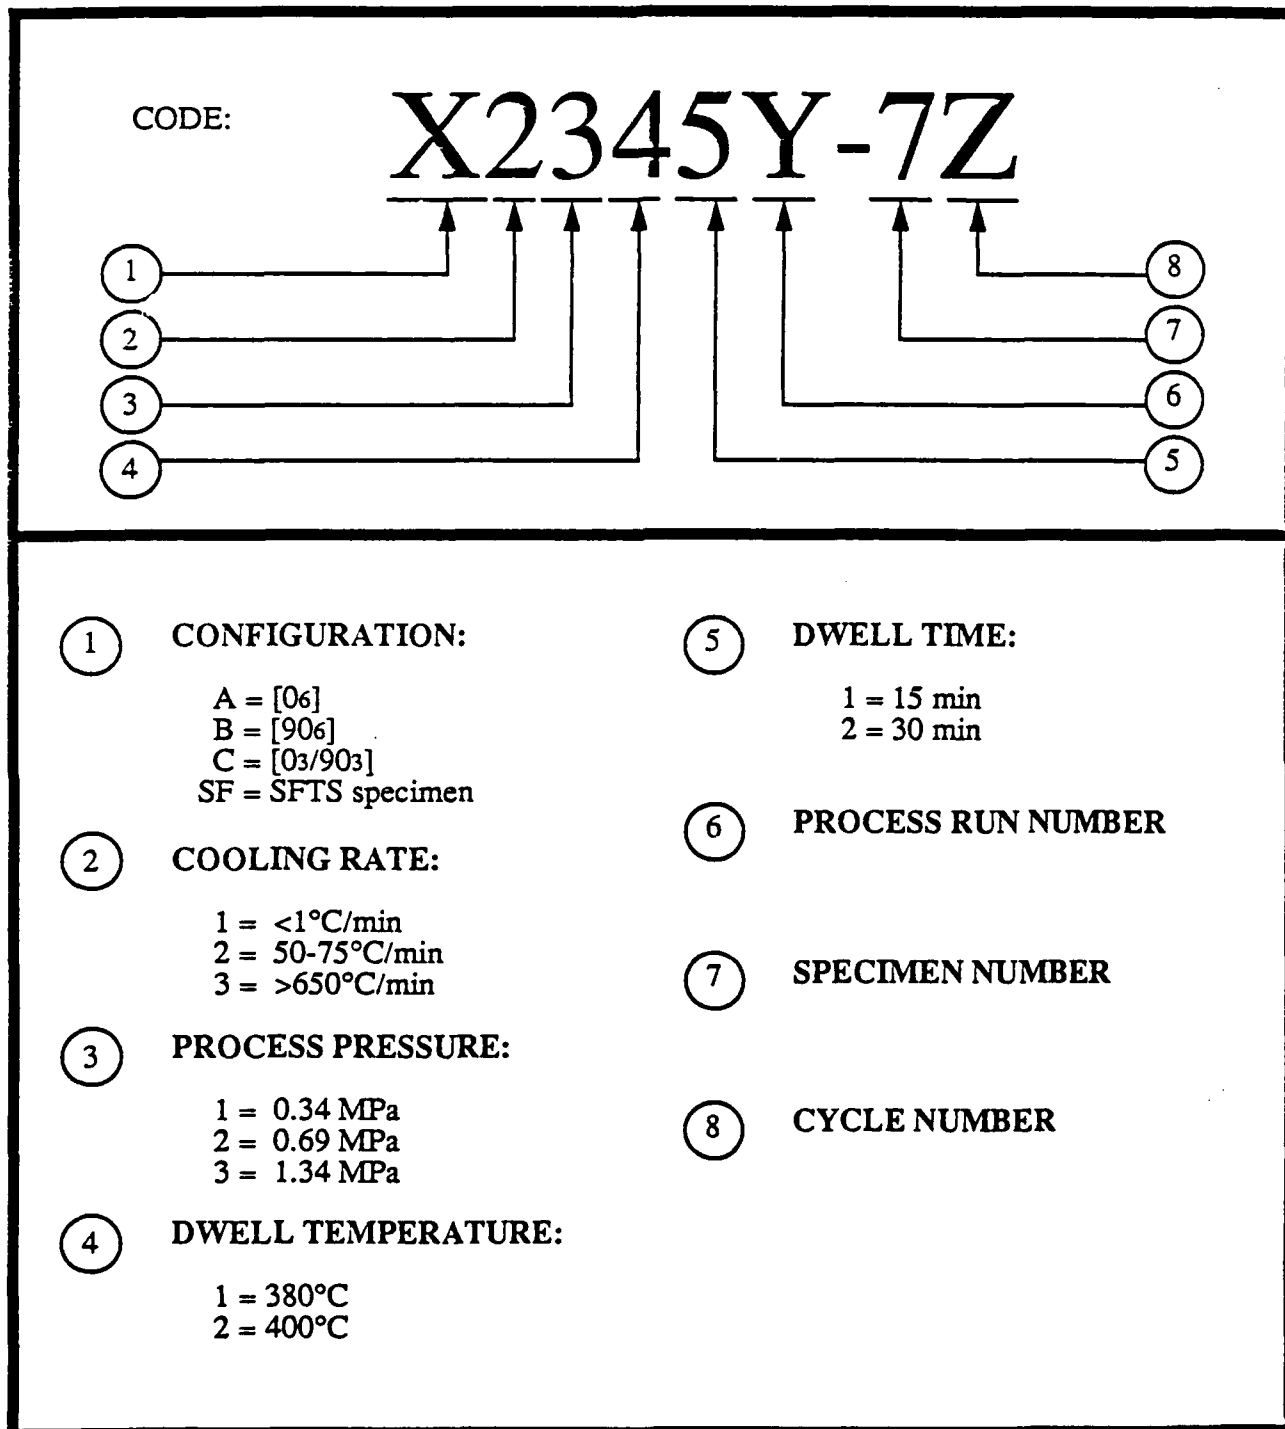 CODE: X2345Y-7Z
1 8
2 7
3 6
4 5
1 CONFIGURATION:
A = [06]
B = [906]
C = [03/903]
SF = SFTS specimen
2 COOLING RATE:
1 = <1°C/min
2 = 50-75°C/min
3 = >650°C/min
3 PROCESS PRESSURE:
1 = 0.34 MPa
2 = 0.69 MPa
3 = 1.34 MPa
4 DWELL TEMPERATURE:
1 = 380°C
2 = 400°C
5 DWELL TIME:
1 = 15 min
2 = 30 min
6 PROCESS RUN NUMBER
7 SPECIMEN NUMBER
8 CYCLE NUMBER